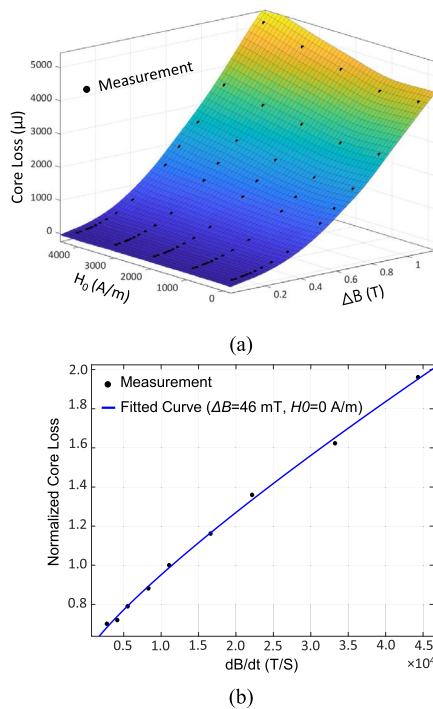 5000
4000
3000
2000
1000
0
Core Loss (µJ)
Measurement
4000
3000
2000
1000
0
H₀ (A/m)
0.2
0.4
0.6
0.8
1
ΔB (T)
(a)
2.0
1.8
1.6
1.4
1.2
1.0
0.8
Normalized Core Loss
Measurement
Fitted Curve (ΔB=46 mT, H0=0 A/m)
0.5 1.0 1.5 2.0 2.5 3.0 3.5 4.0 4.5
dB/dt (T/S)
×10⁴
(b)